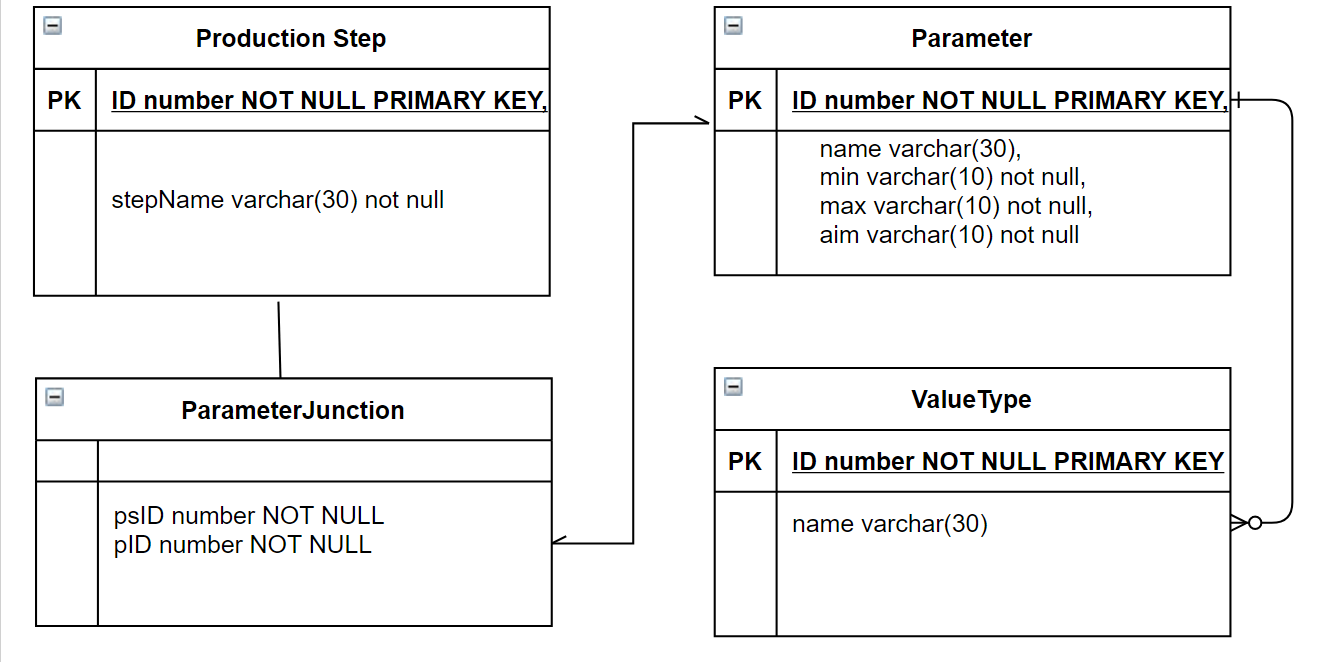 Production Step
PK
ID number NOT NULL PRIMARY KEY,
stepName varchar(30) not null
Parameter
PK
ID number NOT NULL PRIMARY KEY,
name varchar(30),
min varchar(10) not null,
max varchar(10) not null,
aim varchar(10) not null
ParameterJunction
psID number NOT NULL
pID number NOT NULL
ValueType
PK
ID number NOT NULL PRIMARY KEY
name varchar(30)